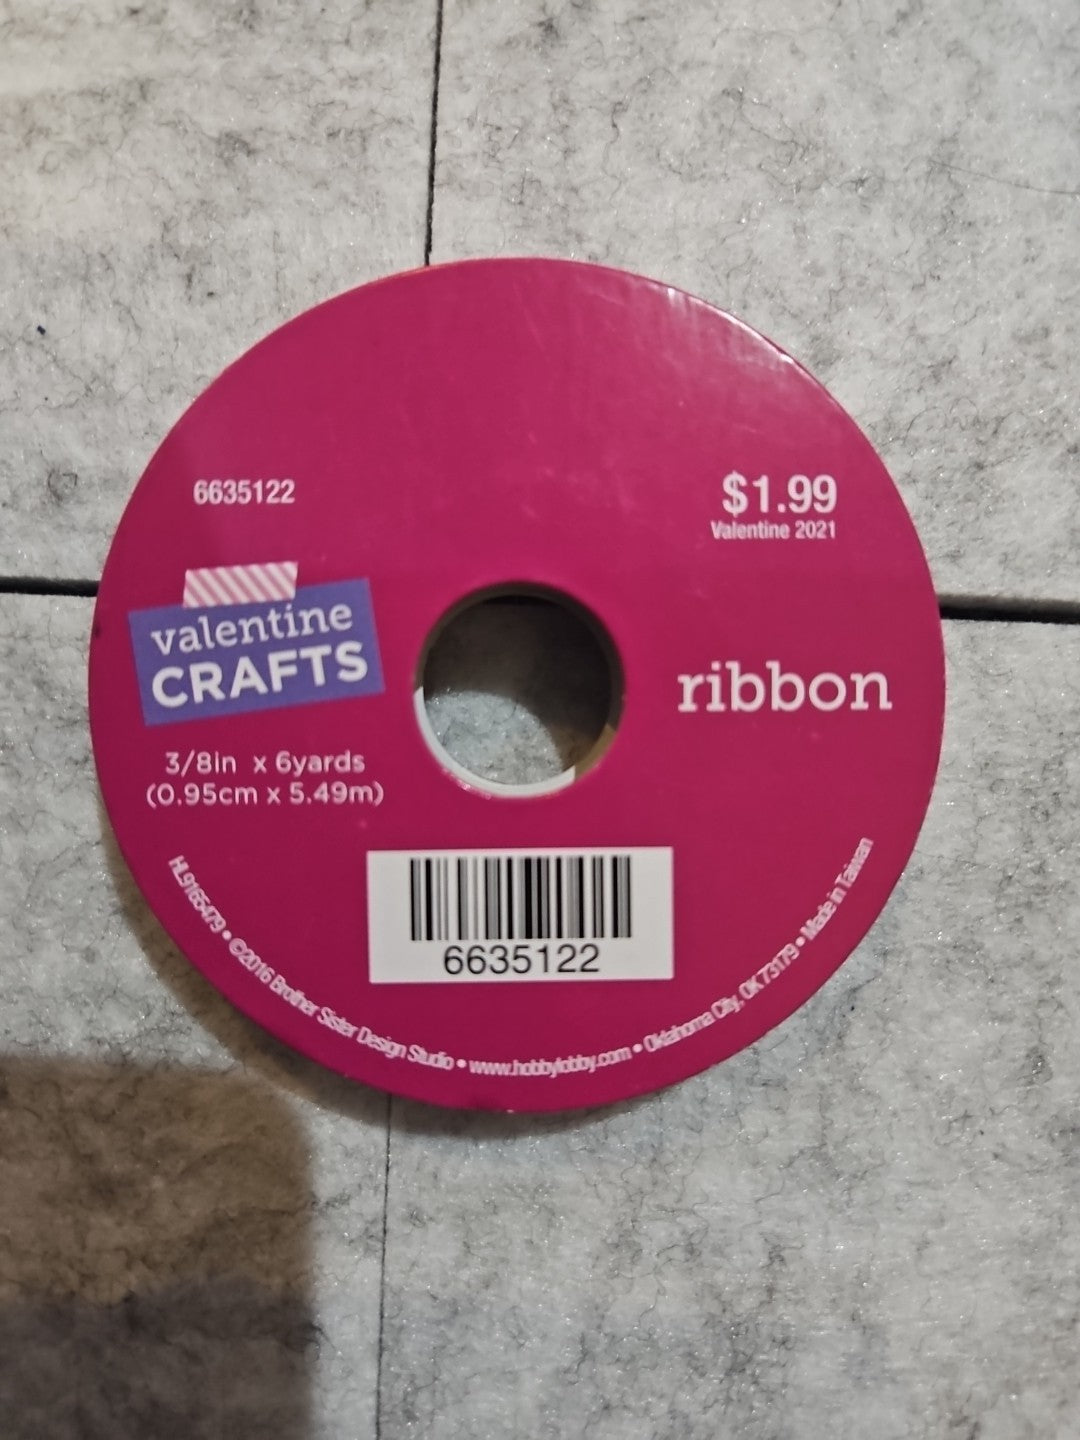 6635122
$1.99
Valentine 2021
valentine
CRAFTS
ribbon
3/8in x 6yards
(0.95cm x 5.49m)
6635122
HL9165479 • ©2016 Brother Sister Design Studio • www.hobbylobby.com • Oklahoma City, OK 73179 • Made in Taiwan